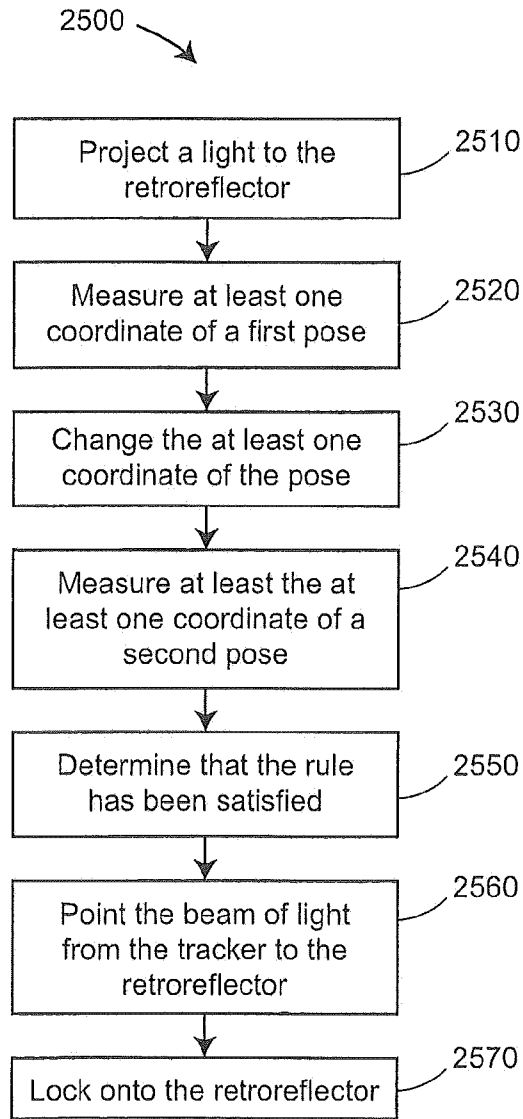 2500
Project a light to the
retroreflector
2510
Measure at least one
coordinate of a first pose
2520
Change the at least one
coordinate of the pose
2530
Measure at least the at
least one coordinate of a
second pose
2540
Determine that the rule
has been satisfied
2550
Point the beam of light
from the tracker to the
retroreflector
2560
Lock onto the retroreflector
2570